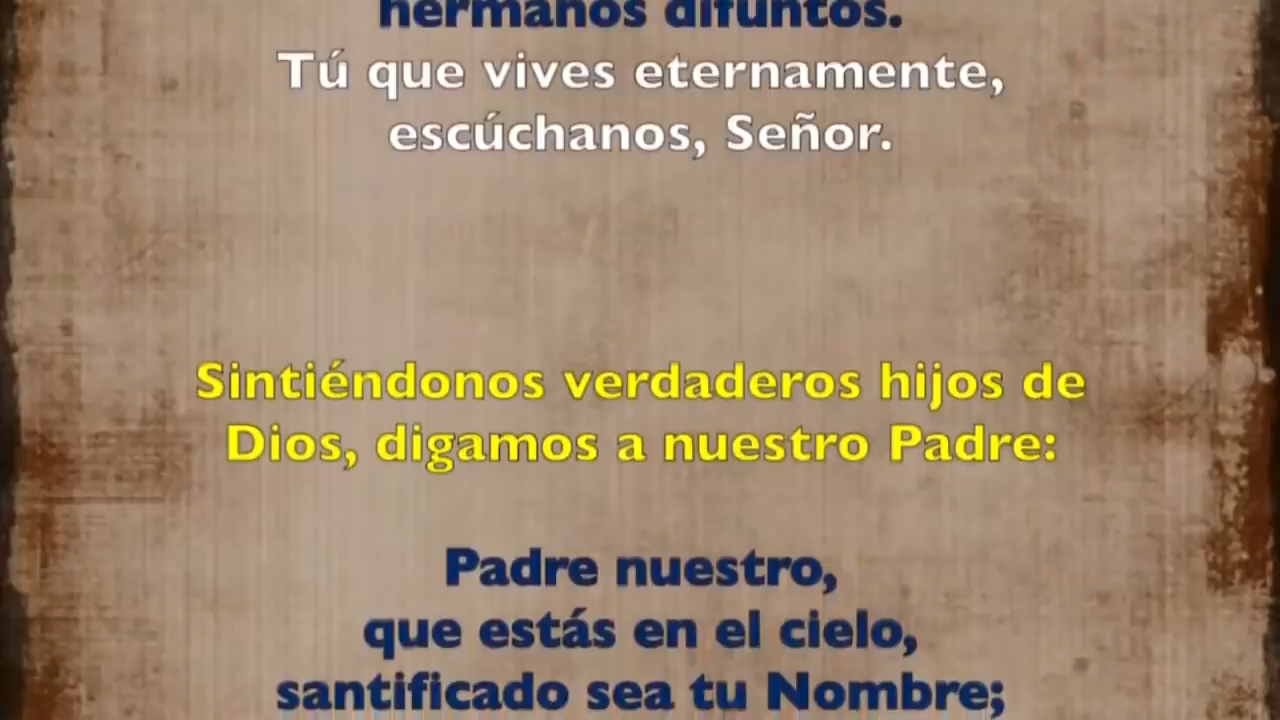 hermanos difuntos.
Tú que vives eternamente,
escúchanos, Señor.
Sintiéndonos verdaderos hijos de
Dios, digamos a nuestro Padre:
Padre nuestro,
que estás en el cielo,
santificado sea tu Nombre;